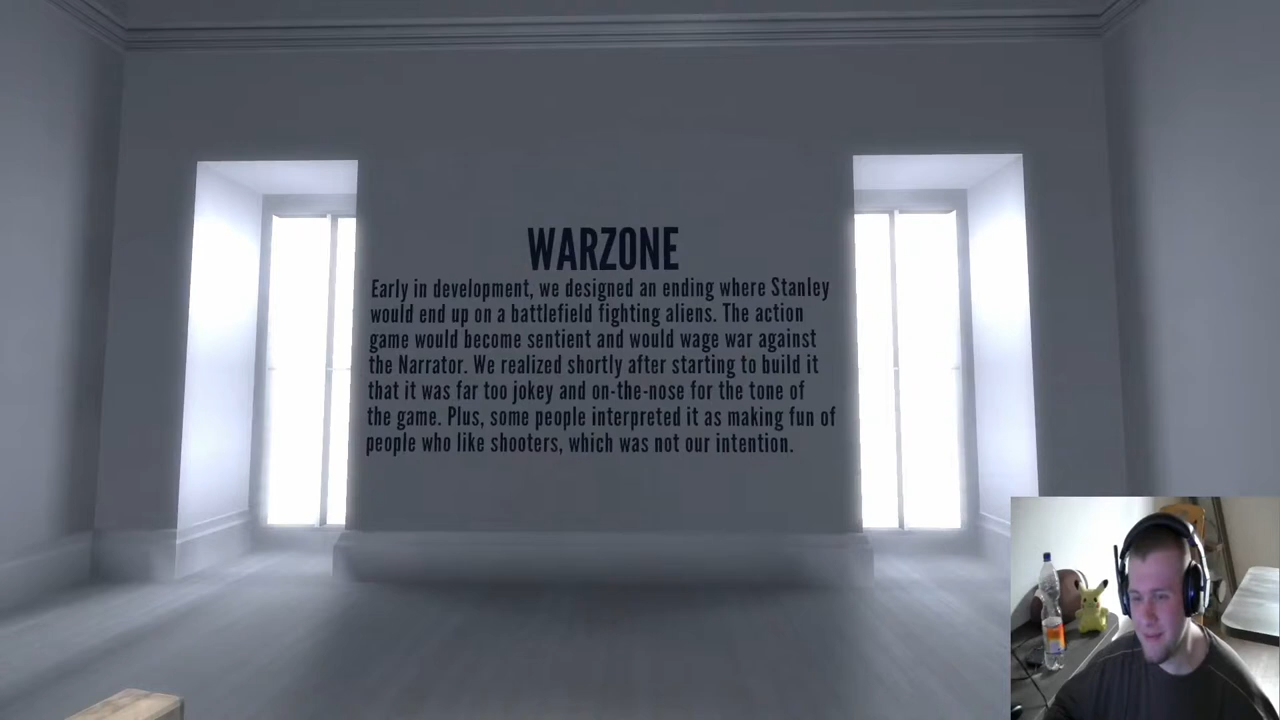 WARZONE
Early in development, we designed an ending where Stanley
would end up on a battlefield fighting aliens. The action
game would become sentient and would wage war against
the Narrator. We realized shortly after starting to build it
that it was far too jokey and on-the-nose for the tone of
the game. Plus, some people interpreted it as making fun of
people who like shooters, which was not our intention.